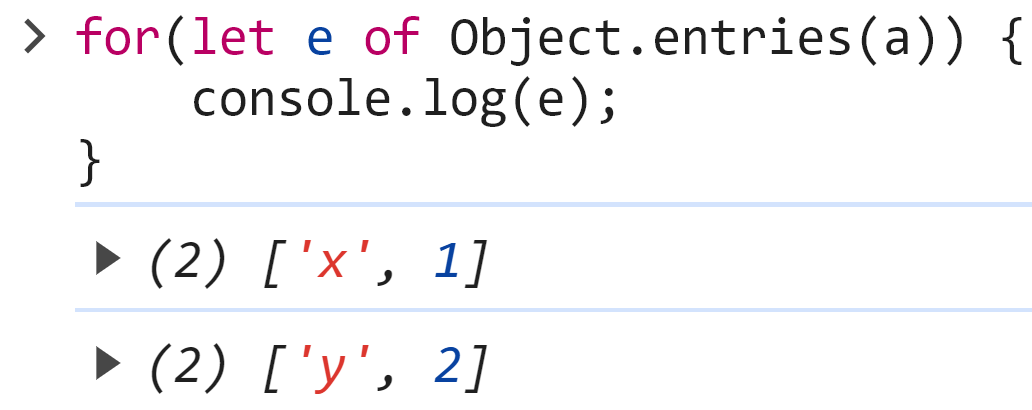 > for(let e of Object.entries(a)) {
console.log(e);
}
▶ (2) ['x', 1]
▶ (2) ['y', 2]